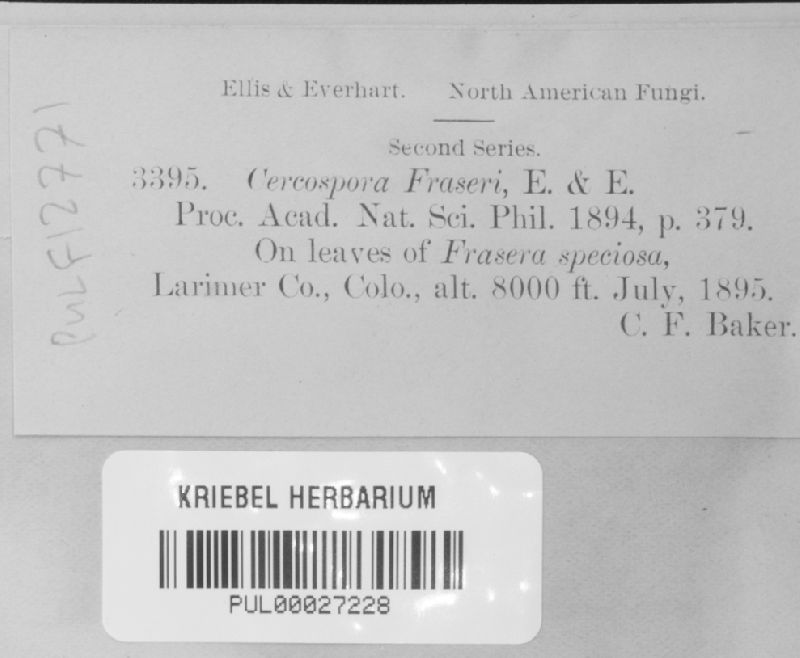 Ellis & Everhart. North American Fungi.
Second Series.
3395. Cercospora Fraseri, E. & E.
Proc. Acad. Nat. Sci. Phil. 1894, p. 379.
On leaves of Frasera speciosa,
Larimer Co., Colo., alt. 8000 ft. July, 1895.
C. F. Baker.
PULF12771
KRIEBEL HERBARIUM
PUL00027228